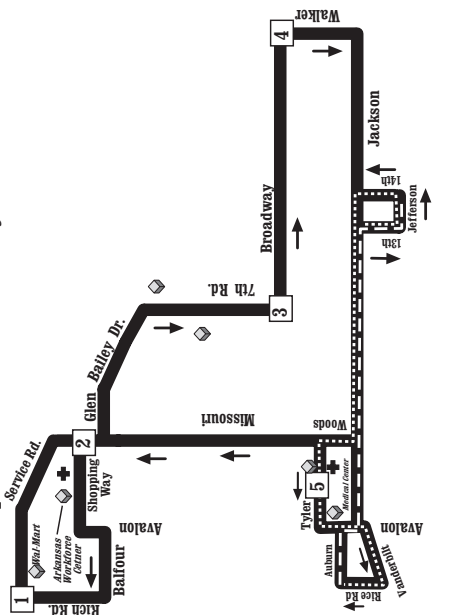 Walker
4
Jackson
14th
Jefferson
13th
Broadway
7th Rd.
3
Bailey Dr.
Glen
Missouri
Woods
Service Rd.
2
Shopping
Way
Wal-Mart
Arkansas
Workforce
Cetner
Avalon
Balfour
1
Rich Rd.
Tyler
5
Medical Center
Avalon
Auburn
Vanderbilt
Rice Rd